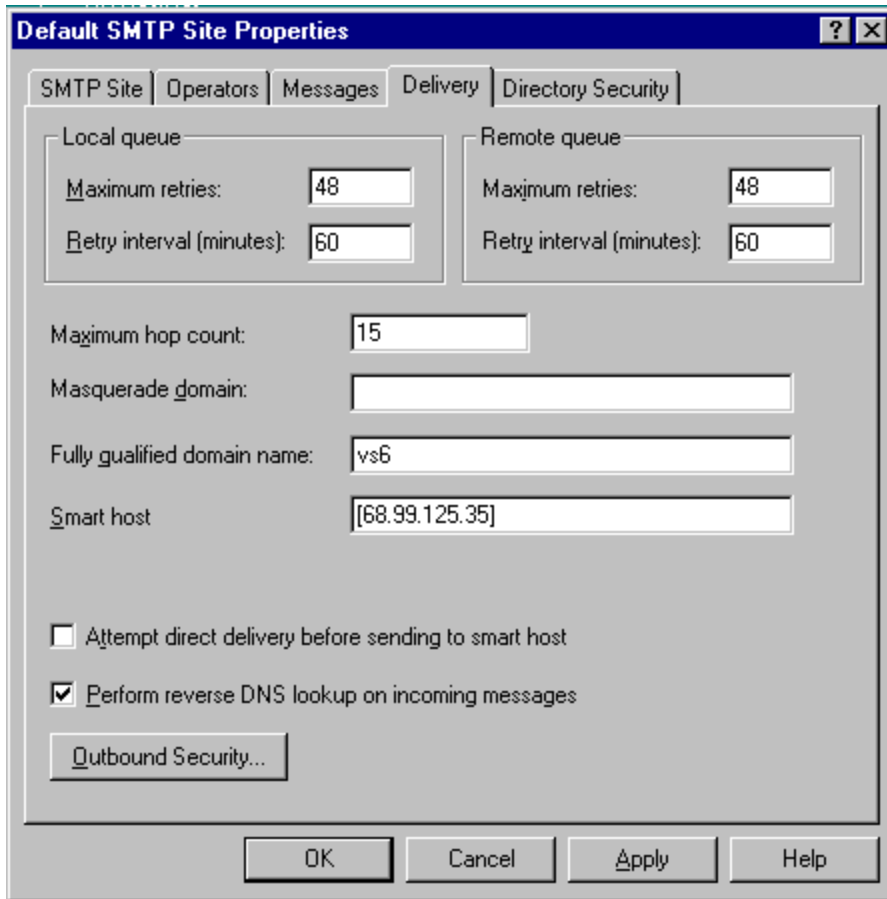 Default SMTP Site Properties
SMTP Site Operators Messages Delivery Directory Security
Local queue
Maximum retries: 48
Retry interval (minutes): 60
Remote queue
Maximum retries: 48
Retry interval (minutes): 60
Maximum hop count: 15
Masquerade domain:
Fully qualified domain name: vs6
Smart host [68.99.125.35]
Attempt direct delivery before sending to smart host
Perform reverse DNS lookup on incoming messages
Outbound Security...
OK Cancel Apply Help